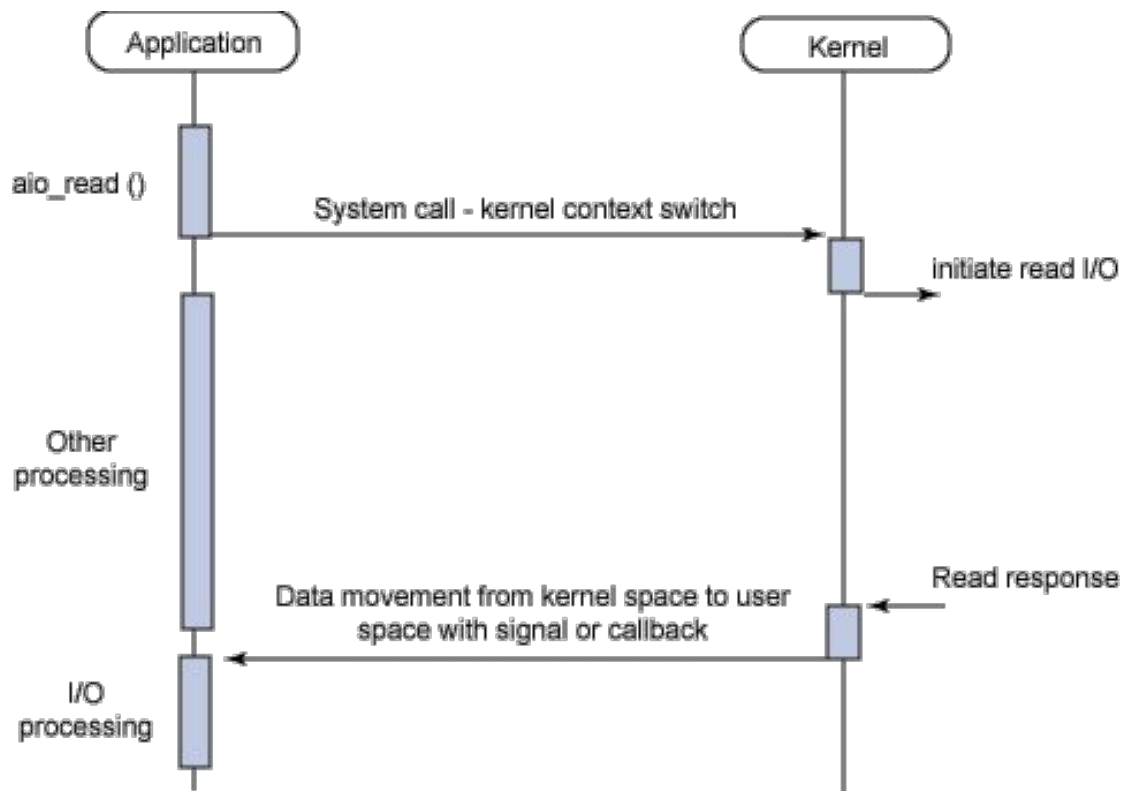 Application
Kernel
aio_read ()
System call - kernel context switch
initiate read I/O
Other
processing
Read response
Data movement from kernel space to user
space with signal or callback
I/O
processing